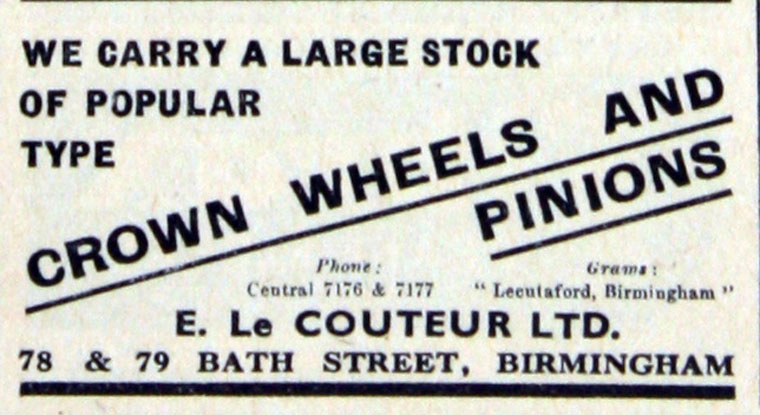 WE CARRY A LARGE STOCK
OF POPULAR
TYPE
CROWN WHEELS AND
PINIONS
Phone:
Central 7176 & 7177
Grams:
"Lecutaford, Birmingham"
E. Le COUTEUR LTD.
78 & 79 BATH STREET, BIRMINGHAM